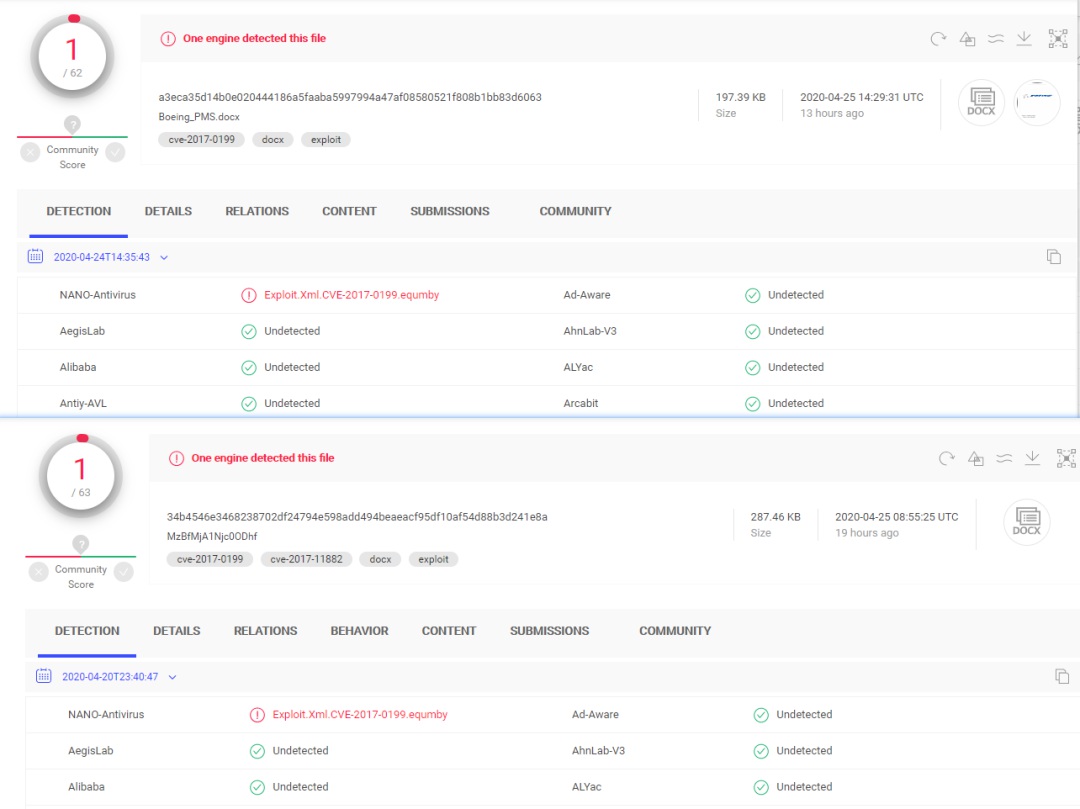 1
/ 62
?
Community
Score
One engine detected this file
a3eca35d14b0e020444186a5faaba5997994a47af08580521f808b1bb83d6063
Boeing_PMS.docx
cve-2017-0199 docx exploit
197.39 KB
Size
2020-04-25 14:29:31 UTC
13 hours ago
DOCX
BOEING
DETECTION DETAILS RELATIONS CONTENT SUBMISSIONS COMMUNITY
2020-04-24T14:35:43
NANO-Antivirus Exploit.Xml.CVE-2017-0199.equmby Ad-Aware Undetected
AegisLab Undetected AhnLab-V3 Undetected
Alibaba Undetected ALYac Undetected
Antiy-AVL Undetected Arcabit Undetected
1
/ 63
?
Community
Score
One engine detected this file
34b4546e3468238702df24794e598add494beaeacf95df10af54d88b3d241e8a
MzBfMjA1Njc0ODhf
cve-2017-0199 cve-2017-11882 docx exploit
287.46 KB
Size
2020-04-25 08:55:25 UTC
19 hours ago
DOCX
DETECTION DETAILS RELATIONS BEHAVIOR CONTENT SUBMISSIONS COMMUNITY
2020-04-20T23:40:47
NANO-Antivirus Exploit.Xml.CVE-2017-0199.equmby Ad-Aware Undetected
AegisLab Undetected AhnLab-V3 Undetected
Alibaba Undetected ALYac Undetected